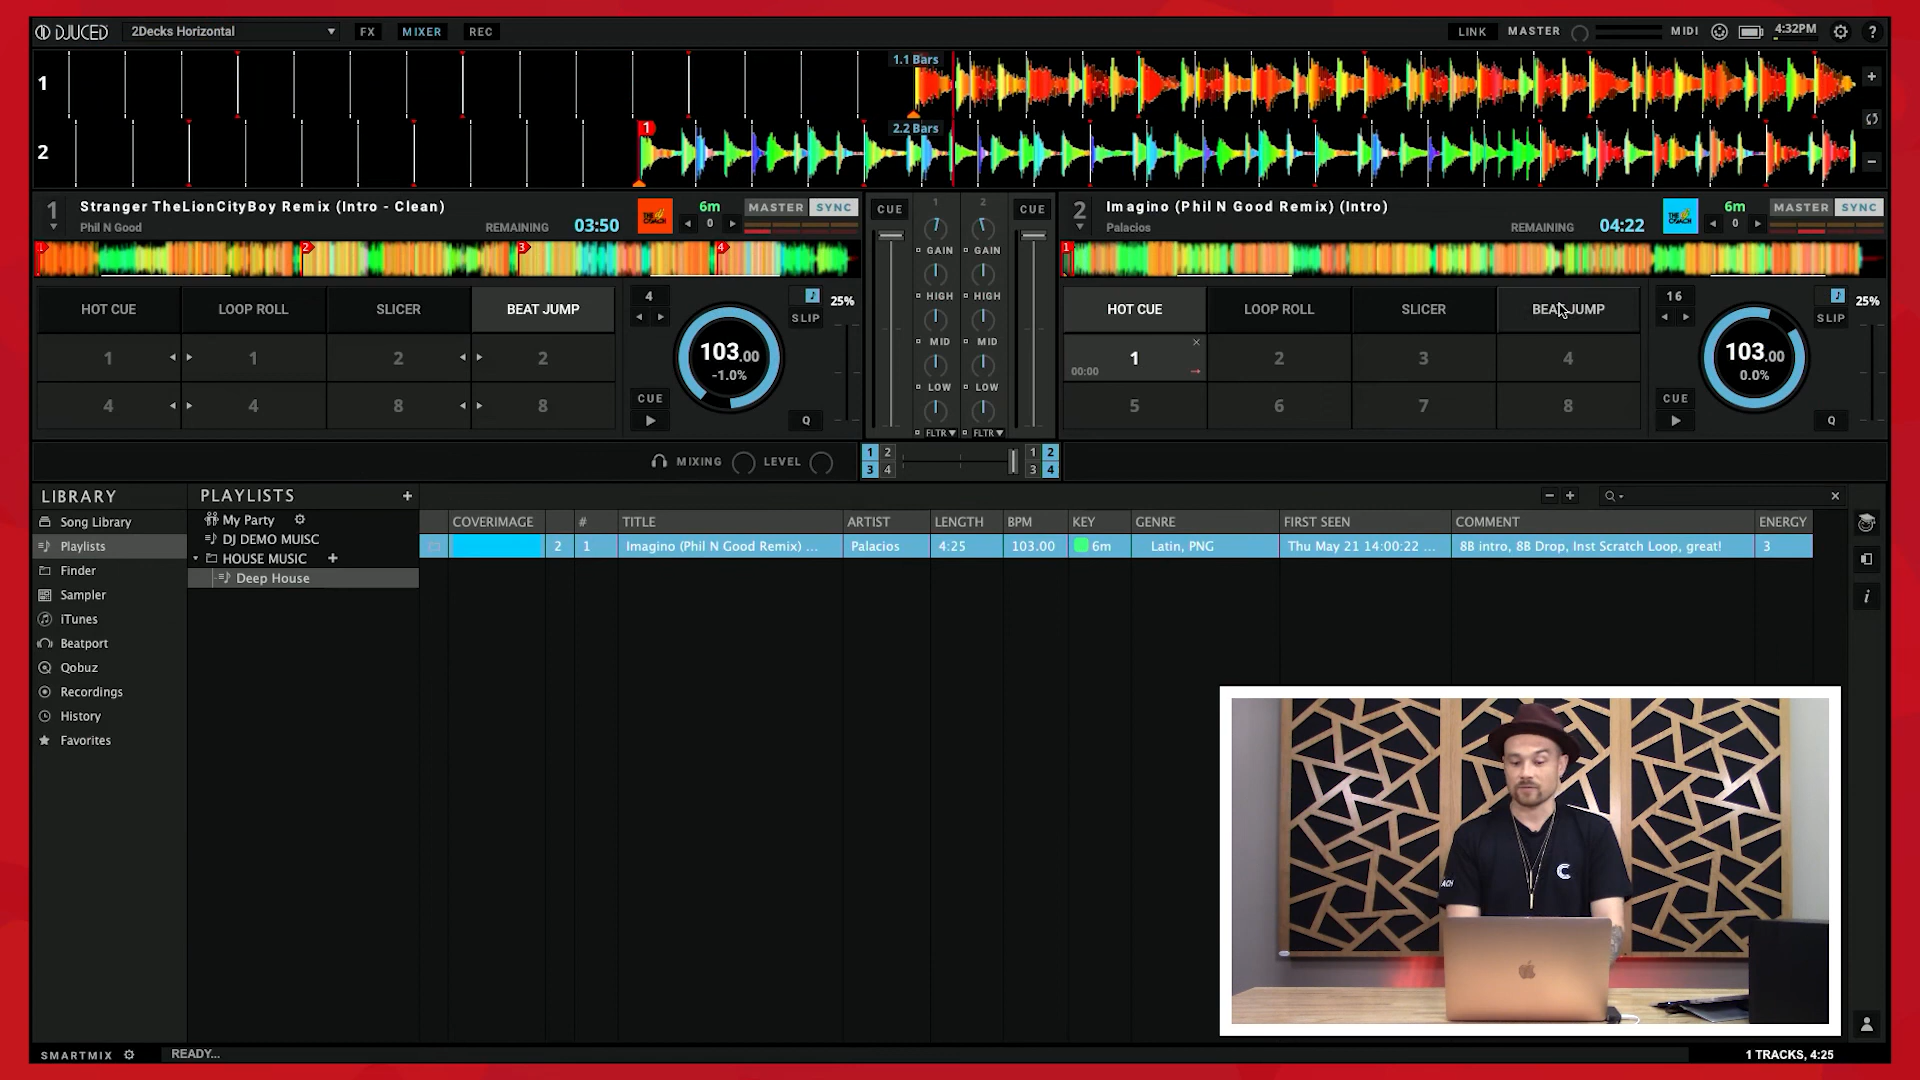 DJUCED 2Decks Horizontal FX MIXER REC LINK MASTER MIDI 4:32PM ?
1 1.1 Bars
2 1 2.2 Bars
1 Stranger TheLionCityBoy Remix (Intro - Clean) 6m MASTER SYNC
Phil N Good REMAINING 03:50 0
1 2 3 4
HOT CUE LOOP ROLL SLICER BEAT JUMP
1 1 2 2
4 4 8 8
4 SLIP 25%
103.00
-1.0%
CUE Q
CUE 1 2 CUE
GAIN GAIN
HIGH HIGH
MID MID
LOW LOW
FLTR FLTR
2 Imagino (Phil N Good Remix) (Intro) 6m MASTER SYNC
Palacios REMAINING 04:22 0
1
HOT CUE LOOP ROLL SLICER BEAT JUMP
1 2 3 4
00:00
5 6 7 8
16 SLIP 25%
103.00
0.0%
CUE Q
MIXING LEVEL 1 2 3 4 1 2 3 4
LIBRARY
Song Library
Playlists
Finder
Sampler
iTunes
Beatport
Qobuz
Recordings
History
Favorites
PLAYLISTS +
My Party
DJ DEMO MUISC
HOUSE MUSIC +
Deep House
COVERIMAGE # TITLE ARTIST LENGTH BPM KEY GENRE FIRST SEEN COMMENT ENERGY
2 1 Imagino (Phil N Good Remix) ... Palacios 4:25 103.00 6m Latin, PNG Thu May 21 14:00:22 ... 8B intro, 8B Drop, Inst Scratch Loop, great! 3
i
C
ACH
SMARTMIX READY... 1 TRACKS, 4:25